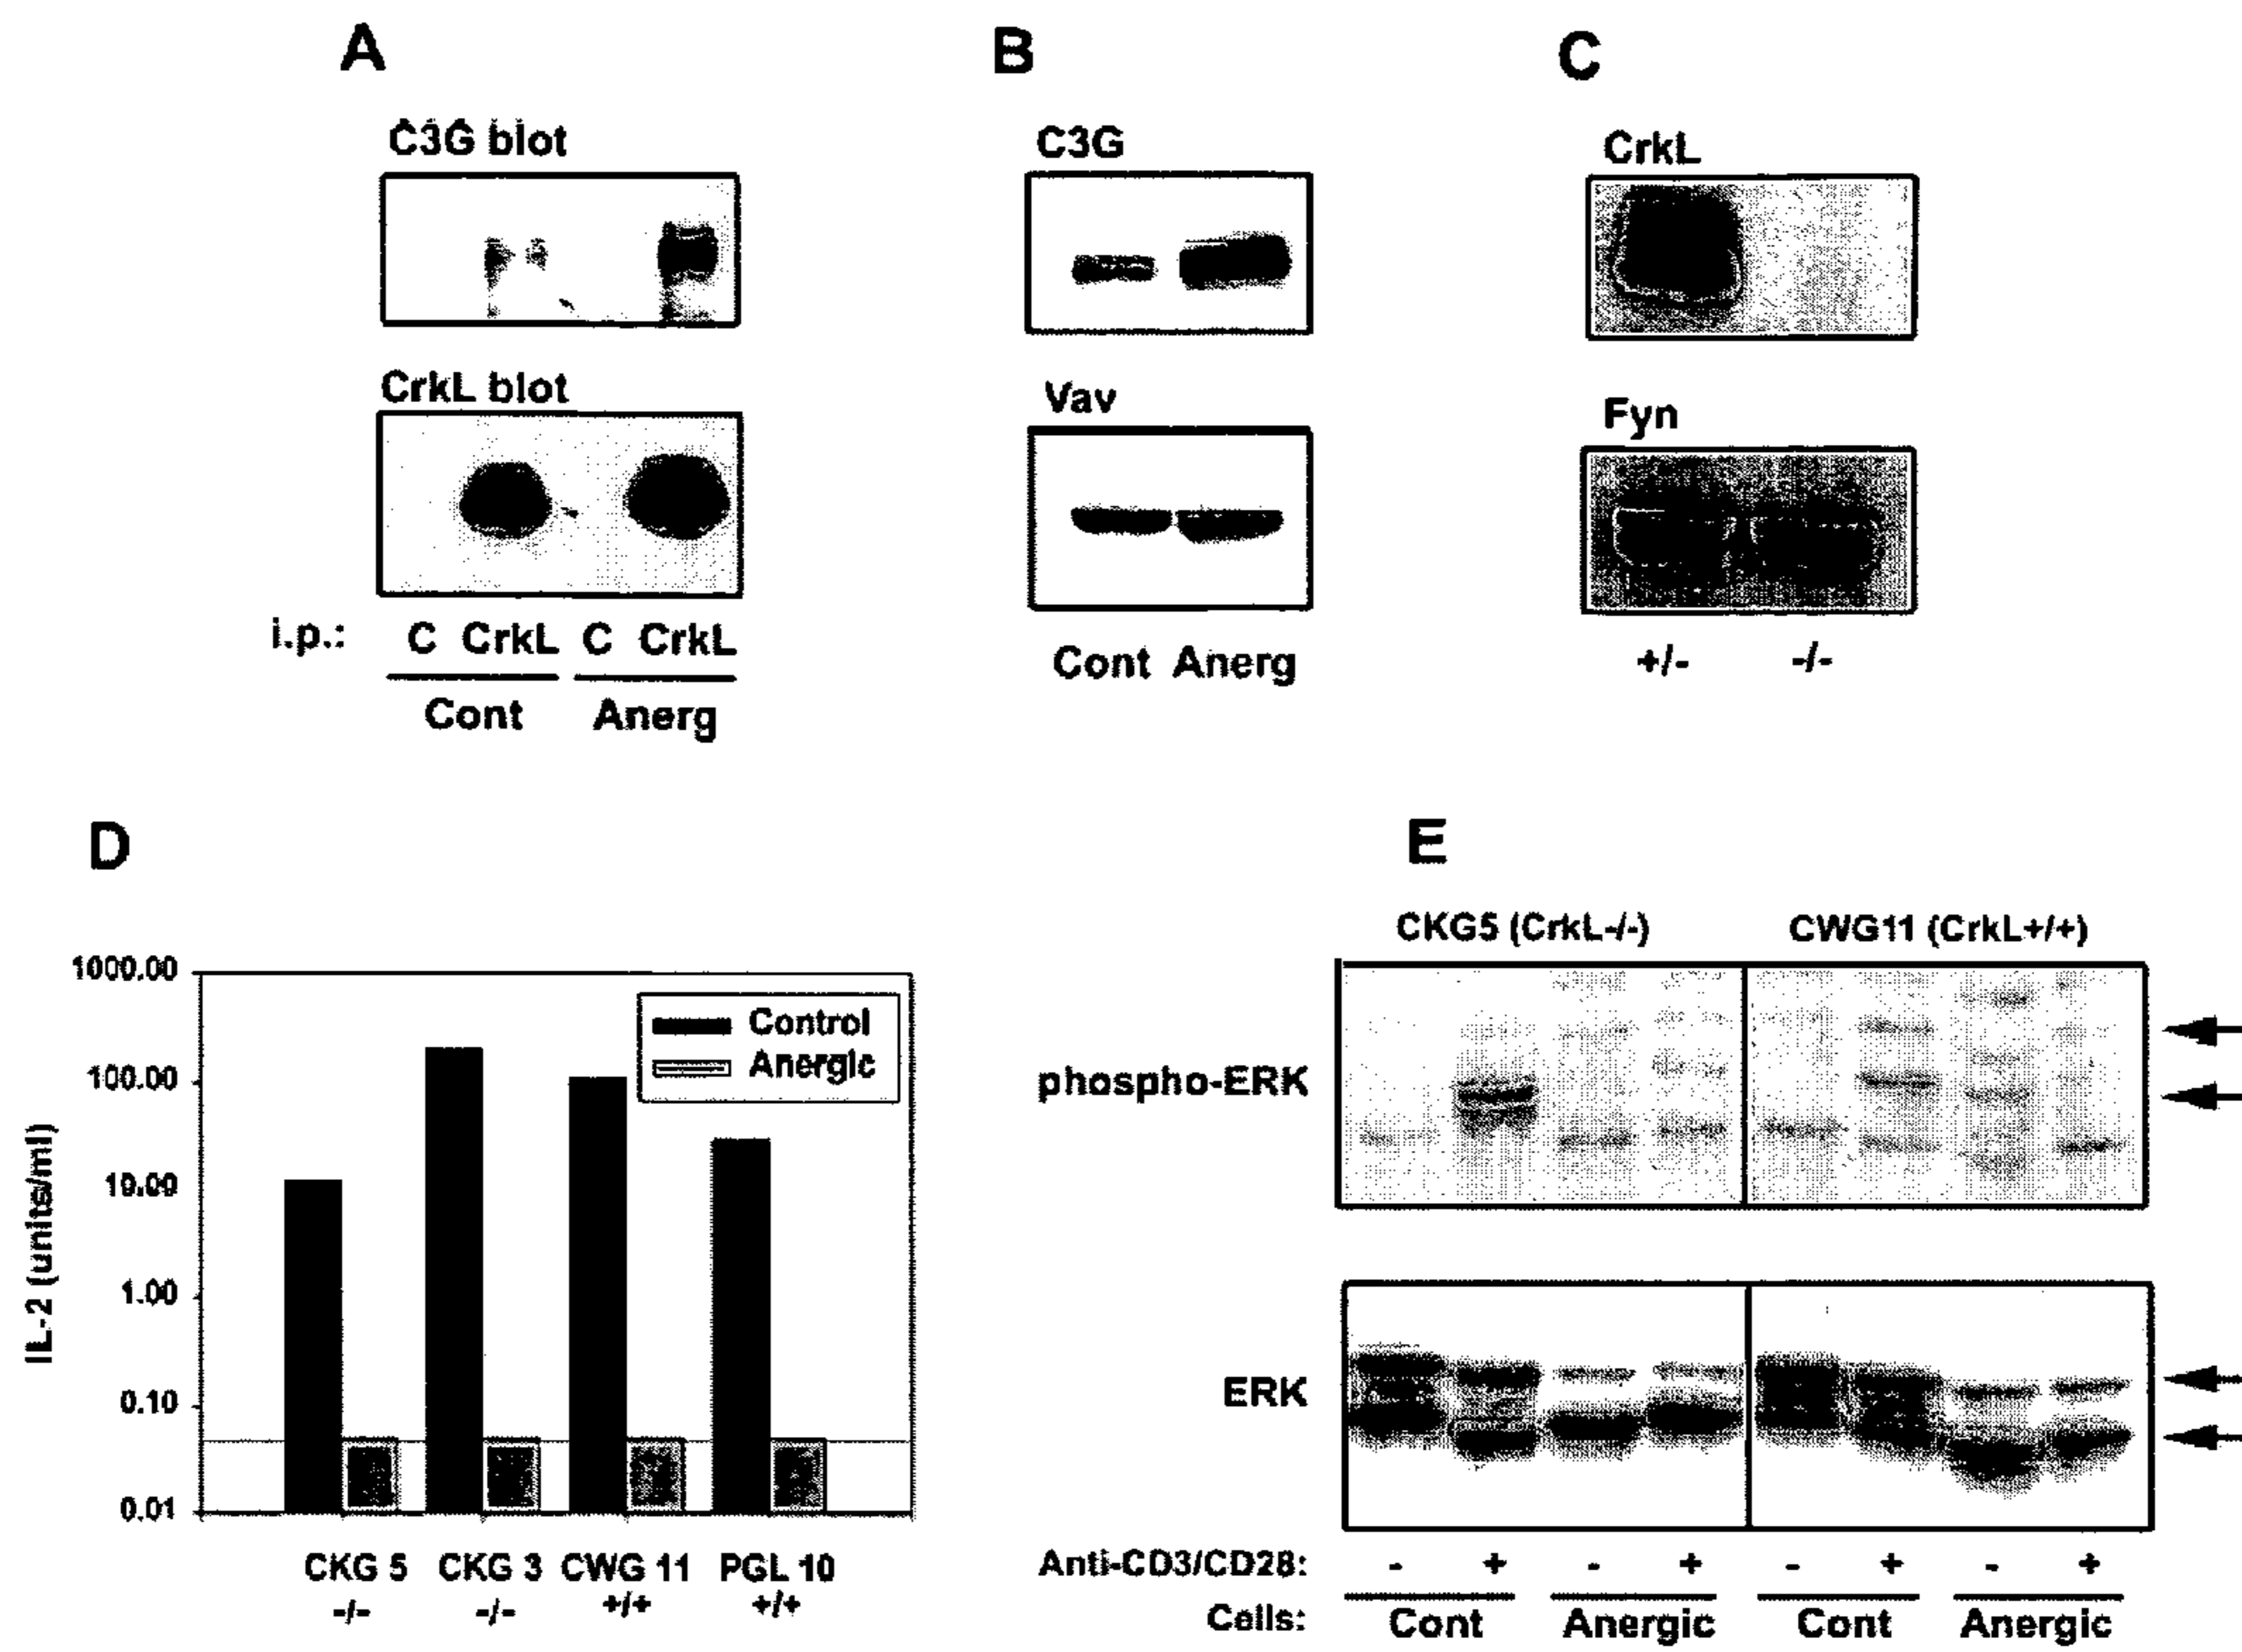 A
B
C
C3G blot
C3G
CrkL
CrkL blot
Vav
Fyn
i.p.: C CrkL C CrkL
Cont Anerg
Cont Anerg
+/- -/-
D
E
CKG5 (CrkL-/-) CWG11 (CrkL+/+)
1000.00
100.00
10.00
1.00
0.10
0.01
IL-2 (units/ml)
Control
Anergic
CKG 5 CKG 3 CWG 11 PGL 10
-/- -/- +/+ +/+
phospho-ERK
ERK
Anti-CD3/CD28: - + - + - + - +
Cells: Cont Anergic Cont Anergic